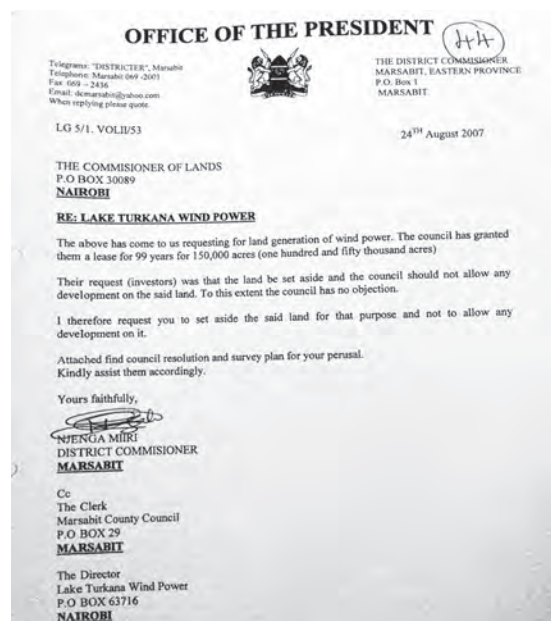 OFFICE OF THE PRESIDENT
44
Telegrams: "DISTRICTER", Marsabit
Telephone: Marsabit 069 -2003
Fax 069 – 2436
Email: dcmarsabit@yahoo.com
When replying please quote.
THE DISTRICT COMMISSIONER
MARSABIT, EASTERN PROVINCE
P.O. Box 1
MARSABIT
LG 5/1. VOLII/53
24TH August 2007
THE COMMISIONER OF LANDS
P.O BOX 30089
NAIROBI
RE: LAKE TURKANA WIND POWER
The above has come to us requesting for land generation of wind power. The council has granted
them a lease for 99 years for 150,000 acres (one hundred and fifty thousand acres)
Their request (investors) was that the land be set aside and the council should not allow any
development on the said land. To this extent the council has no objection.
I therefore request you to set aside the said land for that purpose and not to allow any
development on it.
Attached find council resolution and survey plan for your perusal.
Kindly assist them accordingly.
Yours faithfully,
NJENGA MIIRI
DISTRICT COMMISIONER
MARSABIT
Cc
The Clerk
Marsabit County Council
P.O BOX 29
MARSABIT
The Director
Lake Turkana Wind Power
P.O BOX 63716
NAIROBI